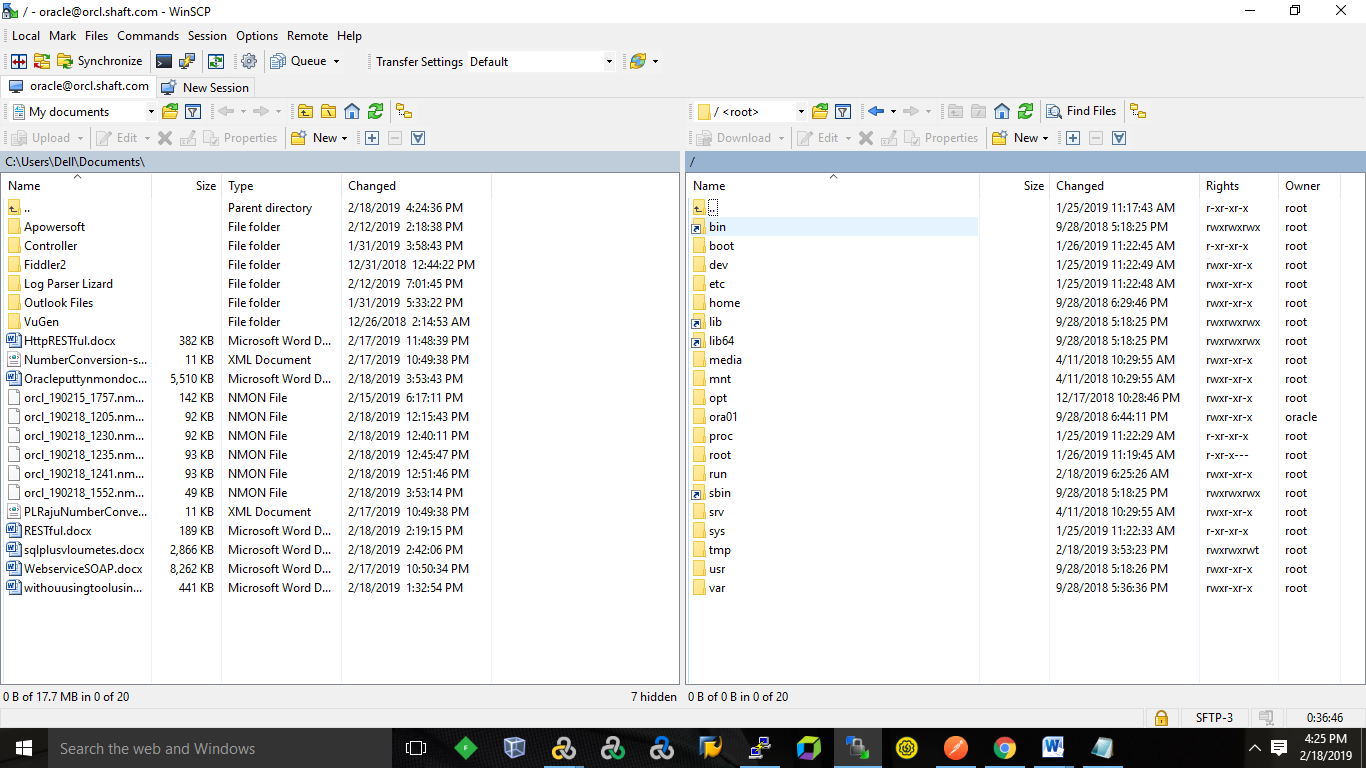 / - oracle@orcl.shaft.com - WinSCP
Local Mark Files Commands Session Options Remote Help
Synchronize Queue Transfer Settings Default
oracle@orcl.shaft.com New Session
My documents / <root> Find Files
Upload Edit Properties New Download Edit Properties New
C:\Users\Dell\Documents\ /
Name Size Type Changed
.. Parent directory 2/18/2019 4:24:36 PM
Apowersoft File folder 2/12/2019 2:18:38 PM
Controller File folder 1/31/2019 3:58:43 PM
Fiddler2 File folder 12/31/2018 12:44:22 PM
Log Parser Lizard File folder 2/12/2019 7:01:45 PM
Outlook Files File folder 1/31/2019 5:33:22 PM
VuGen File folder 12/26/2018 2:14:53 AM
HttpRESTful.docx 382 KB Microsoft Word D... 2/17/2019 11:48:39 PM
NumberConversion-s... 11 KB XML Document 2/17/2019 10:49:38 PM
Oracleputtynmondoc... 5,510 KB Microsoft Word D... 2/18/2019 3:53:43 PM
orcl_190215_1757.nm... 142 KB NMON File 2/15/2019 6:17:11 PM
orcl_190218_1205.nm... 92 KB NMON File 2/18/2019 12:15:43 PM
orcl_190218_1230.nm... 92 KB NMON File 2/18/2019 12:40:11 PM
orcl_190218_1235.nm... 93 KB NMON File 2/18/2019 12:45:47 PM
orcl_190218_1241.nm... 93 KB NMON File 2/18/2019 12:51:46 PM
orcl_190218_1552.nm... 49 KB NMON File 2/18/2019 3:53:14 PM
PLRajuNumberConve... 11 KB XML Document 2/17/2019 10:49:38 PM
RESTful.docx 189 KB Microsoft Word D... 2/18/2019 2:19:15 PM
sqlplusvloumetes.docx 2,866 KB Microsoft Word D... 2/18/2019 2:42:06 PM
WebserviceSOAP.docx 8,262 KB Microsoft Word D... 2/17/2019 10:50:34 PM
withouusingtoolusin... 441 KB Microsoft Word D... 2/18/2019 1:32:54 PM
Name Size Changed Rights Owner
.. 1/25/2019 11:17:43 AM r-xr-xr-x root
bin 9/28/2018 5:18:25 PM rwxrwxrwx root
boot 1/26/2019 11:22:45 AM r-xr-xr-x root
dev 1/25/2019 11:22:49 AM rwxr-xr-x root
etc 1/25/2019 11:22:48 AM rwxr-xr-x root
home 9/28/2018 6:29:46 PM rwxr-xr-x root
lib 9/28/2018 5:18:25 PM rwxrwxrwx root
lib64 9/28/2018 5:18:25 PM rwxrwxrwx root
media 4/11/2018 10:29:55 AM rwxr-xr-x root
mnt 4/11/2018 10:29:55 AM rwxr-xr-x root
opt 12/17/2018 10:28:46 PM rwxr-xr-x root
ora01 9/28/2018 6:44:11 PM rwxr-xr-x oracle
proc 1/25/2019 11:22:29 AM r-xr-xr-x root
root 1/26/2019 11:19:45 AM r-xr-x--- root
run 2/18/2019 6:25:26 AM rwxr-xr-x root
sbin 9/28/2018 5:18:25 PM rwxrwxrwx root
srv 4/11/2018 10:29:55 AM rwxr-xr-x root
sys 1/25/2019 11:22:33 AM r-xr-xr-x root
tmp 2/18/2019 3:53:23 PM rwxrwxrwt root
usr 9/28/2018 5:18:26 PM rwxr-xr-x root
var 9/28/2018 5:36:36 PM rwxr-xr-x root
0 B of 17.7 MB in 0 of 20 7 hidden 0 B of 0 B in 0 of 20
SFTP-3 0:36:46
Search the web and Windows
4:25 PM
2/18/2019